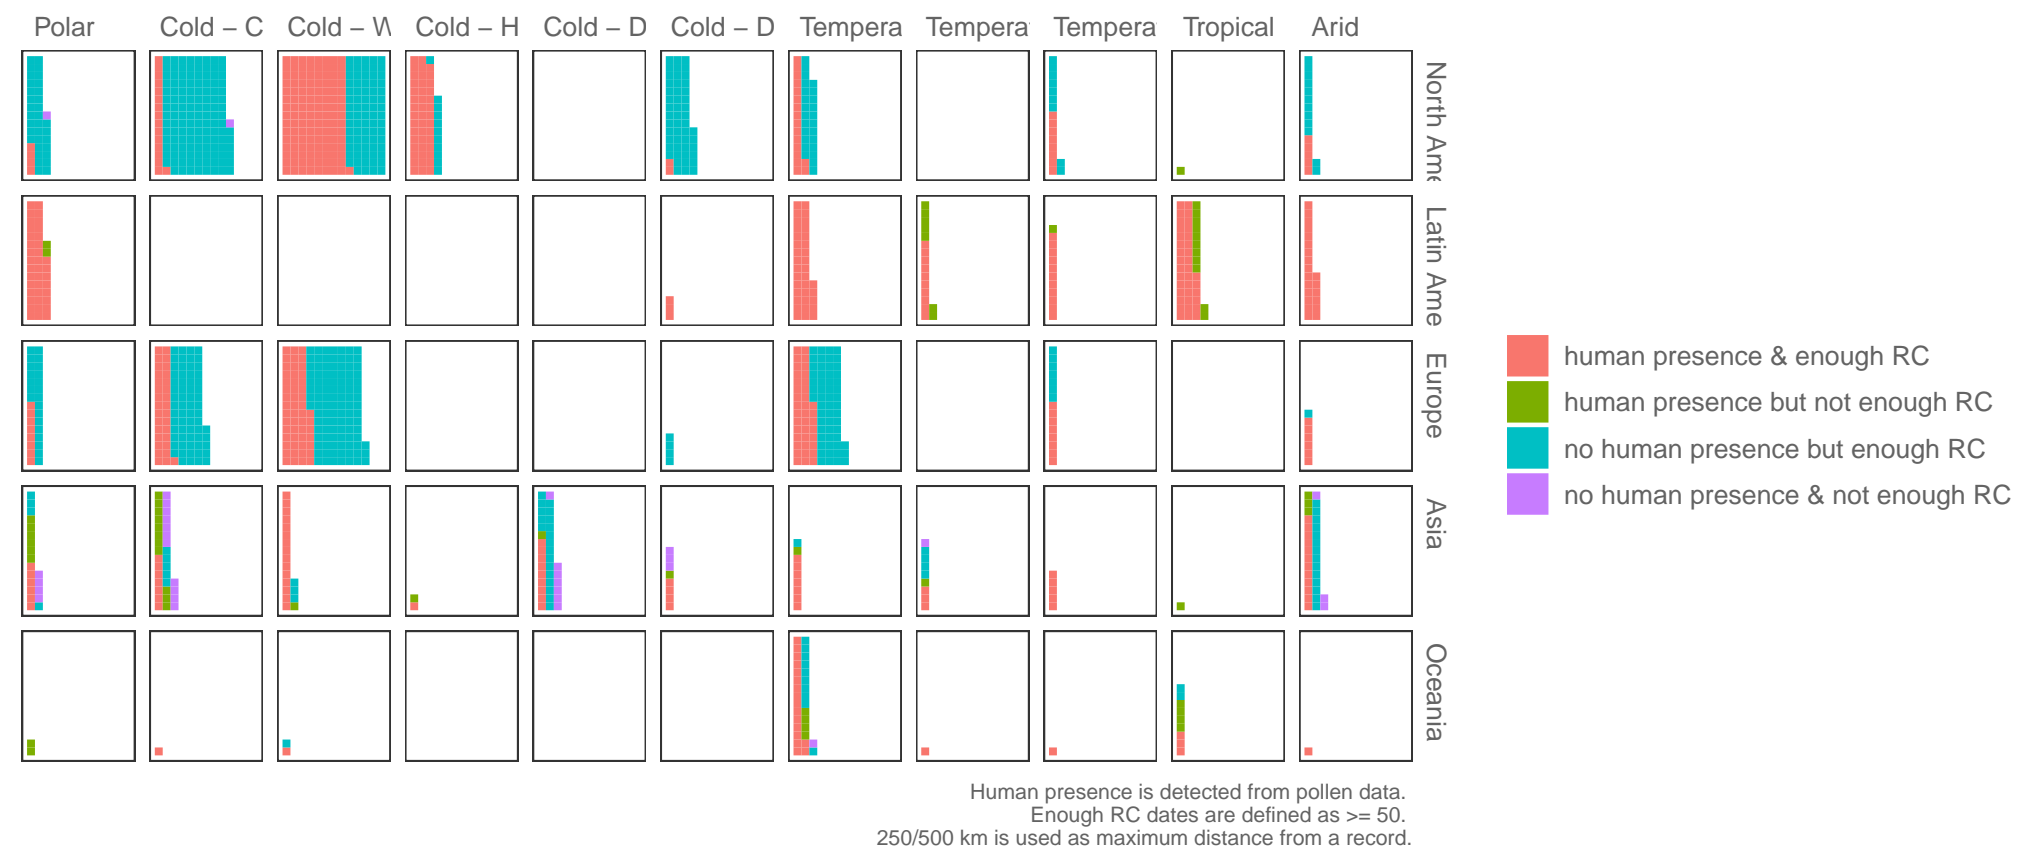 Polar
Cold – C
Cold – W
Cold – H
Cold – D
Cold – D
Tempera
Tempera
Tempera
Tropical
Arid
North Ame
Latin Ame
Europe
Asia
Oceania
human presence & enough RC
human presence but not enough RC
no human presence but enough RC
no human presence & not enough RC
Human presence is detected from pollen data.
Enough RC dates are defined as >= 50.
250/500 km is used as maximum distance from a record.